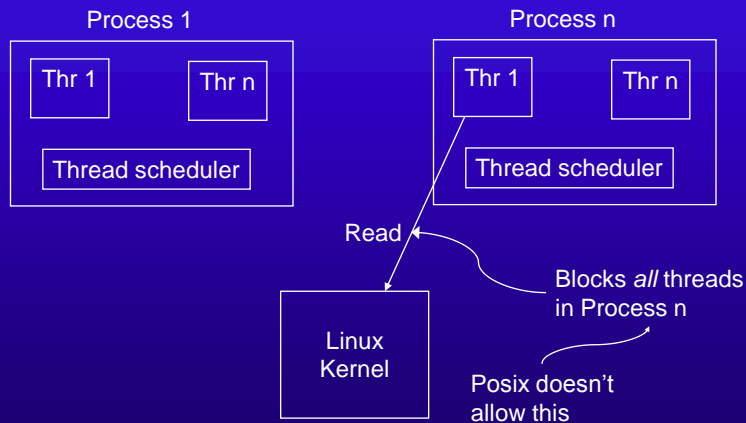 Process 1
Process n
Thr 1
Thr n
Thr 1
Thr n
Thread scheduler
Thread scheduler
Read
Blocks all threads
in Process n
Linux
Kernel
Posix doesn't
allow this